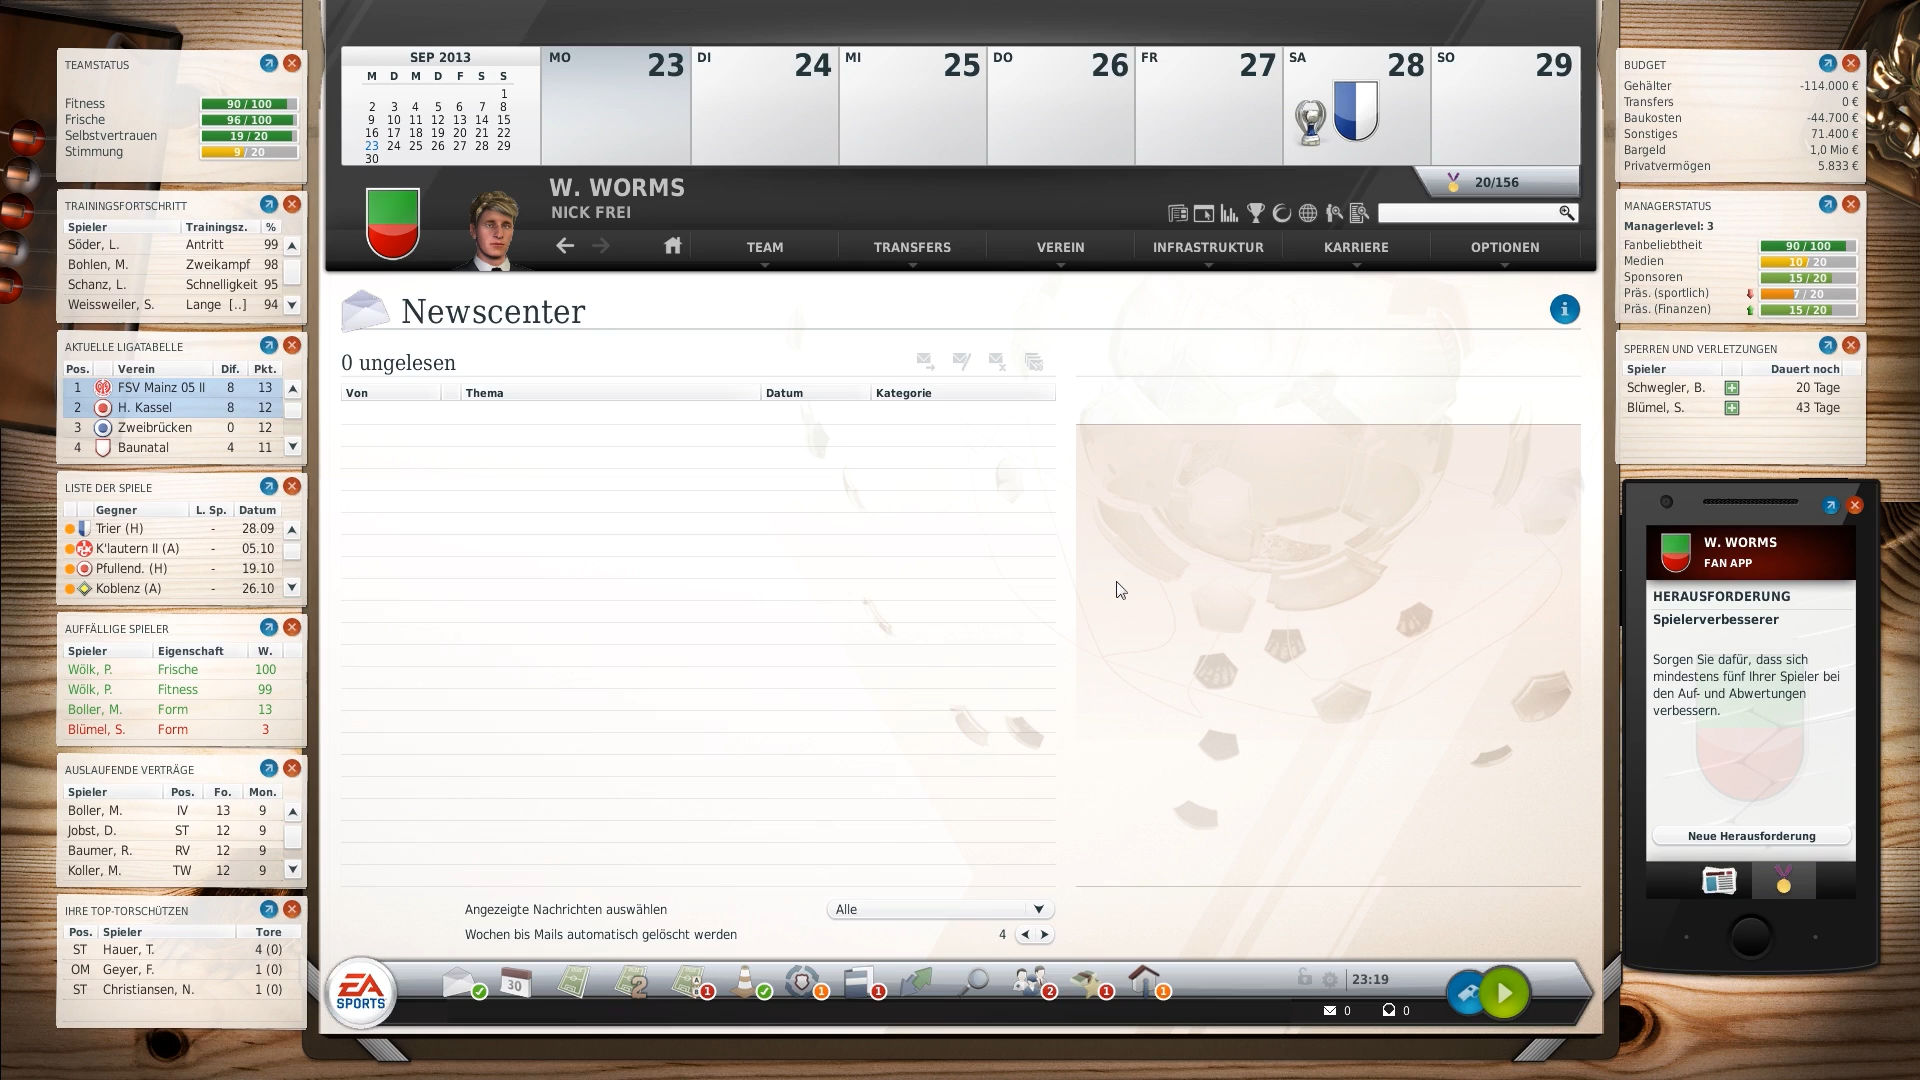 TEAMSTATUS
Fitness 90 / 100
Frische 96 / 100
Selbstvertrauen 19 / 20
Stimmung 9 / 20
TRAININGSFORTSCHRITT
Spieler Trainingsz. %
Söder, L. Antritt 99
Bohlen, M. Zweikampf 98
Schanz, L. Schnelligkeit 95
Weissweiler, S. Lange [..] 94
AKTUELLE LIGATABELLE
Pos. Verein Dif. Pkt.
1 FSV Mainz 05 II 8 13
2 H. Kassel 8 12
3 Zweibrücken 0 12
4 Baunatal 4 11
LISTE DER SPIELE
Gegner L. Sp. Datum
Trier (H) - 28.09
K'lautern II (A) - 05.10
Pfullend. (H) - 19.10
Koblenz (A) - 26.10
AUFFÄLLIGE SPIELER
Spieler Eigenschaft W.
Wölk, P. Frische 100
Wölk, P. Fitness 99
Boller, M. Form 13
Blümel, S. Form 3
AUSLAUFENDE VERTRÄGE
Spieler Pos. Fo. Mon.
Boller, M. IV 13 9
Jobst, D. ST 12 9
Baumer, R. RV 12 9
Koller, M. TW 12 9
IHRE TOP-TORSCHÜTZEN
Pos. Spieler Tore
ST Hauer, T. 4 (0)
OM Geyer, F. 1 (0)
ST Christiansen, N. 1 (0)
SEP 2013
M D M D F S S
1
2 3 4 5 6 7 8
9 10 11 12 13 14 15
16 17 18 19 20 21 22
23 24 25 26 27 28 29
30
MO 23 DI 24 MI 25 DO 26 FR 27 SA 28 SO 29
W. WORMS
NICK FREI
20/156
TEAM TRANSFERS VEREIN INFRASTRUKTUR KARRIERE OPTIONEN
Newscenter
0 ungelesen
Von Thema Datum Kategorie
Angezeigte Nachrichten auswählen Alle
Wochen bis Mails automatisch gelöscht werden 4
EA SPORTS
30
2
1
1
1
2
1
1
23:19
0 0
BUDGET
Gehälter -114.000 €
Transfers 0 €
Baukosten -44.700 €
Sonstiges 71.400 €
Bargeld 1,0 Mio €
Privatvermögen 5.833 €
MANAGERSTATUS
Managerlevel: 3
Fanbeliebtheit 90 / 100
Medien 10 / 20
Sponsoren 15 / 20
Präs. (sportlich) 7 / 20
Präs. (Finanzen) 15 / 20
SPERREN UND VERLETZUNGEN
Spieler Dauert noch
Schwegler, B. 20 Tage
Blümel, S. 43 Tage
W. WORMS
FAN APP
HERAUSFORDERUNG
Spielerverbesserer
Sorgen Sie dafür, dass sich
mindestens fünf Ihrer Spieler bei
den Auf- und Abwertungen
verbessern.
Neue Herausforderung